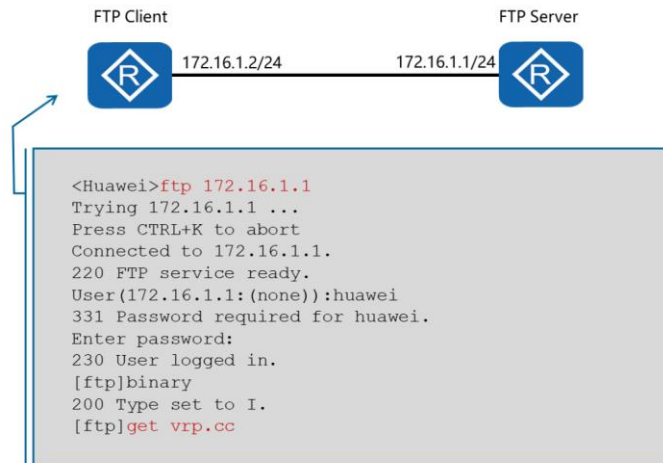 FTP Client
FTP Server
172.16.1.2/24
172.16.1.1/24
R
R
<Huawei>ftp 172.16.1.1
Trying 172.16.1.1 ...
Press CTRL+K to abort
Connected to 172.16.1.1.
220 FTP service ready.
User(172.16.1.1:(none)):huawei
331 Password required for huawei.
Enter password:
230 User logged in.
[ftp]binary
200 Type set to I.
[ftp]get vrp.cc